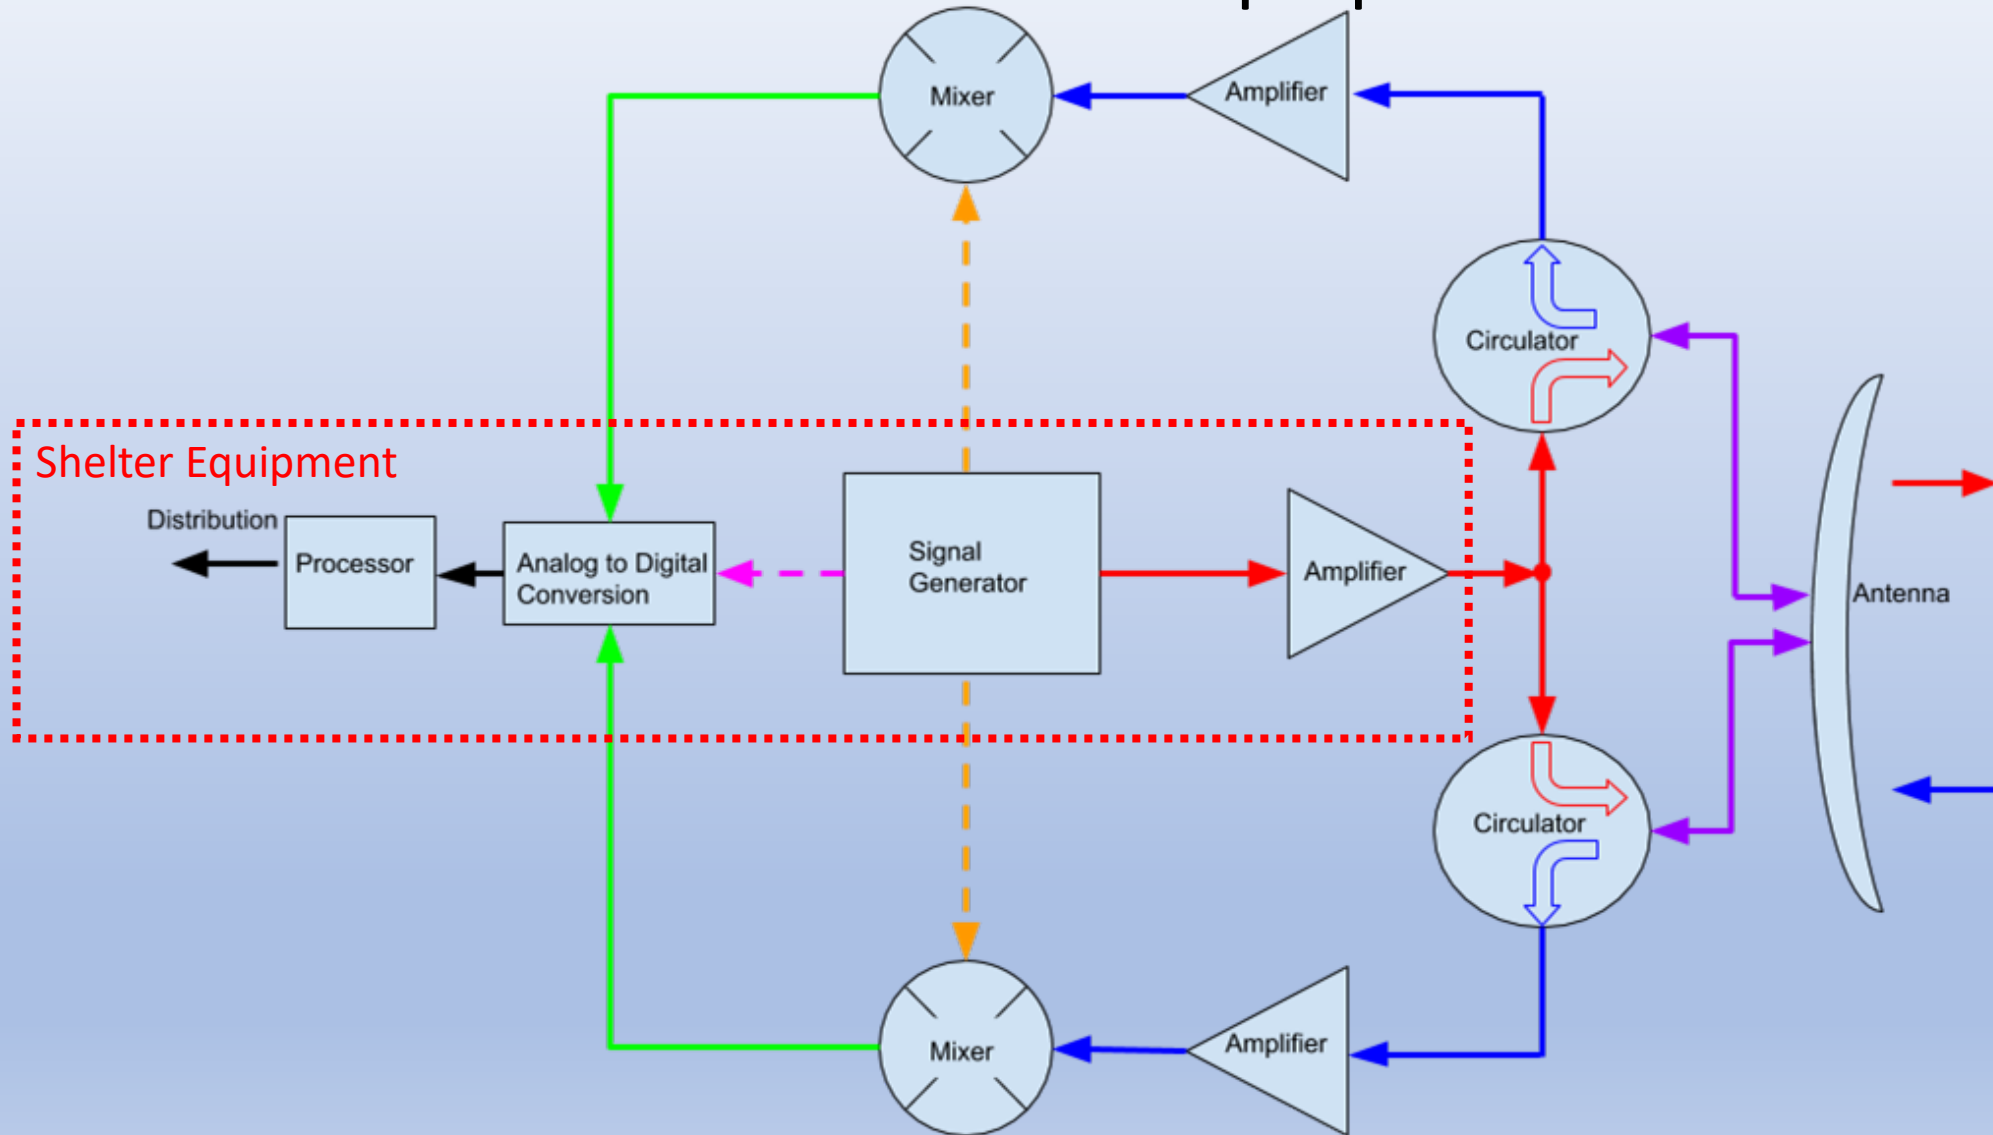 Mixer
Amplifier
Circulator
Shelter Equipment
Distribution
Processor
Analog to Digital
Conversion
Signal
Generator
Amplifier
Antenna
Circulator
Mixer
Amplifier